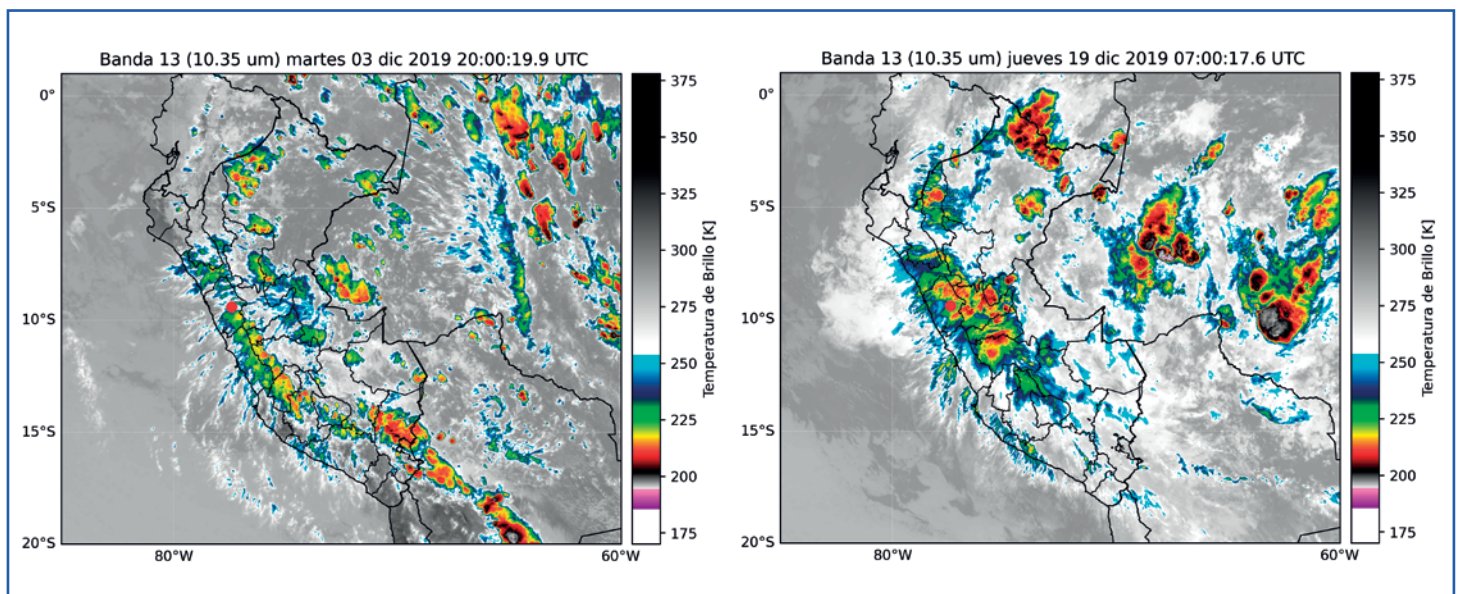 Banda 13 (10.35 um) martes 03 dic 2019 20:00:19.9 UTC
0°
5°S
10°S
15°S
20°S
80°W
60°W
375
350
325
300
275
250
225
200
175
Temperatura de Brillo [K]
Banda 13 (10.35 um) jueves 19 dic 2019 07:00:17.6 UTC
0°
5°S
10°S
15°S
20°S
80°W
60°W
375
350
325
300
275
250
225
200
175
Temperatura de Brillo [K]